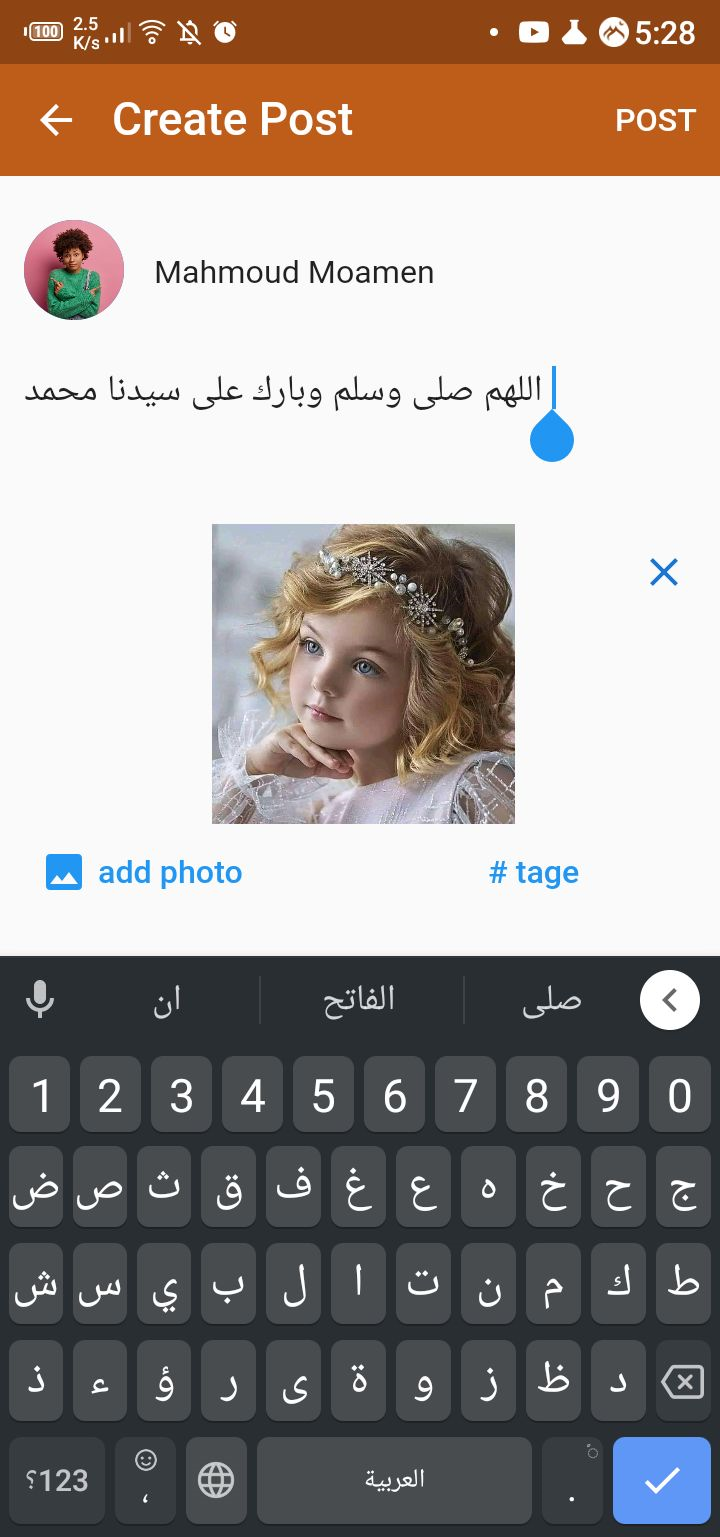 100 2.5 K/s 5:28
Create Post POST
Mahmoud Moamen
اللهم صلى وسلم وبارك على سيدنا محمد
add photo # tage
ان الفاتح صلى
1 2 3 4 5 6 7 8 9 0
ض ص ث ق ف غ ع ه خ ح ج
ش س ي ب ل ا ت ن م ك ط
ذ ء ؤ ر ى ة و ز ظ د
؟123 ، العربية .